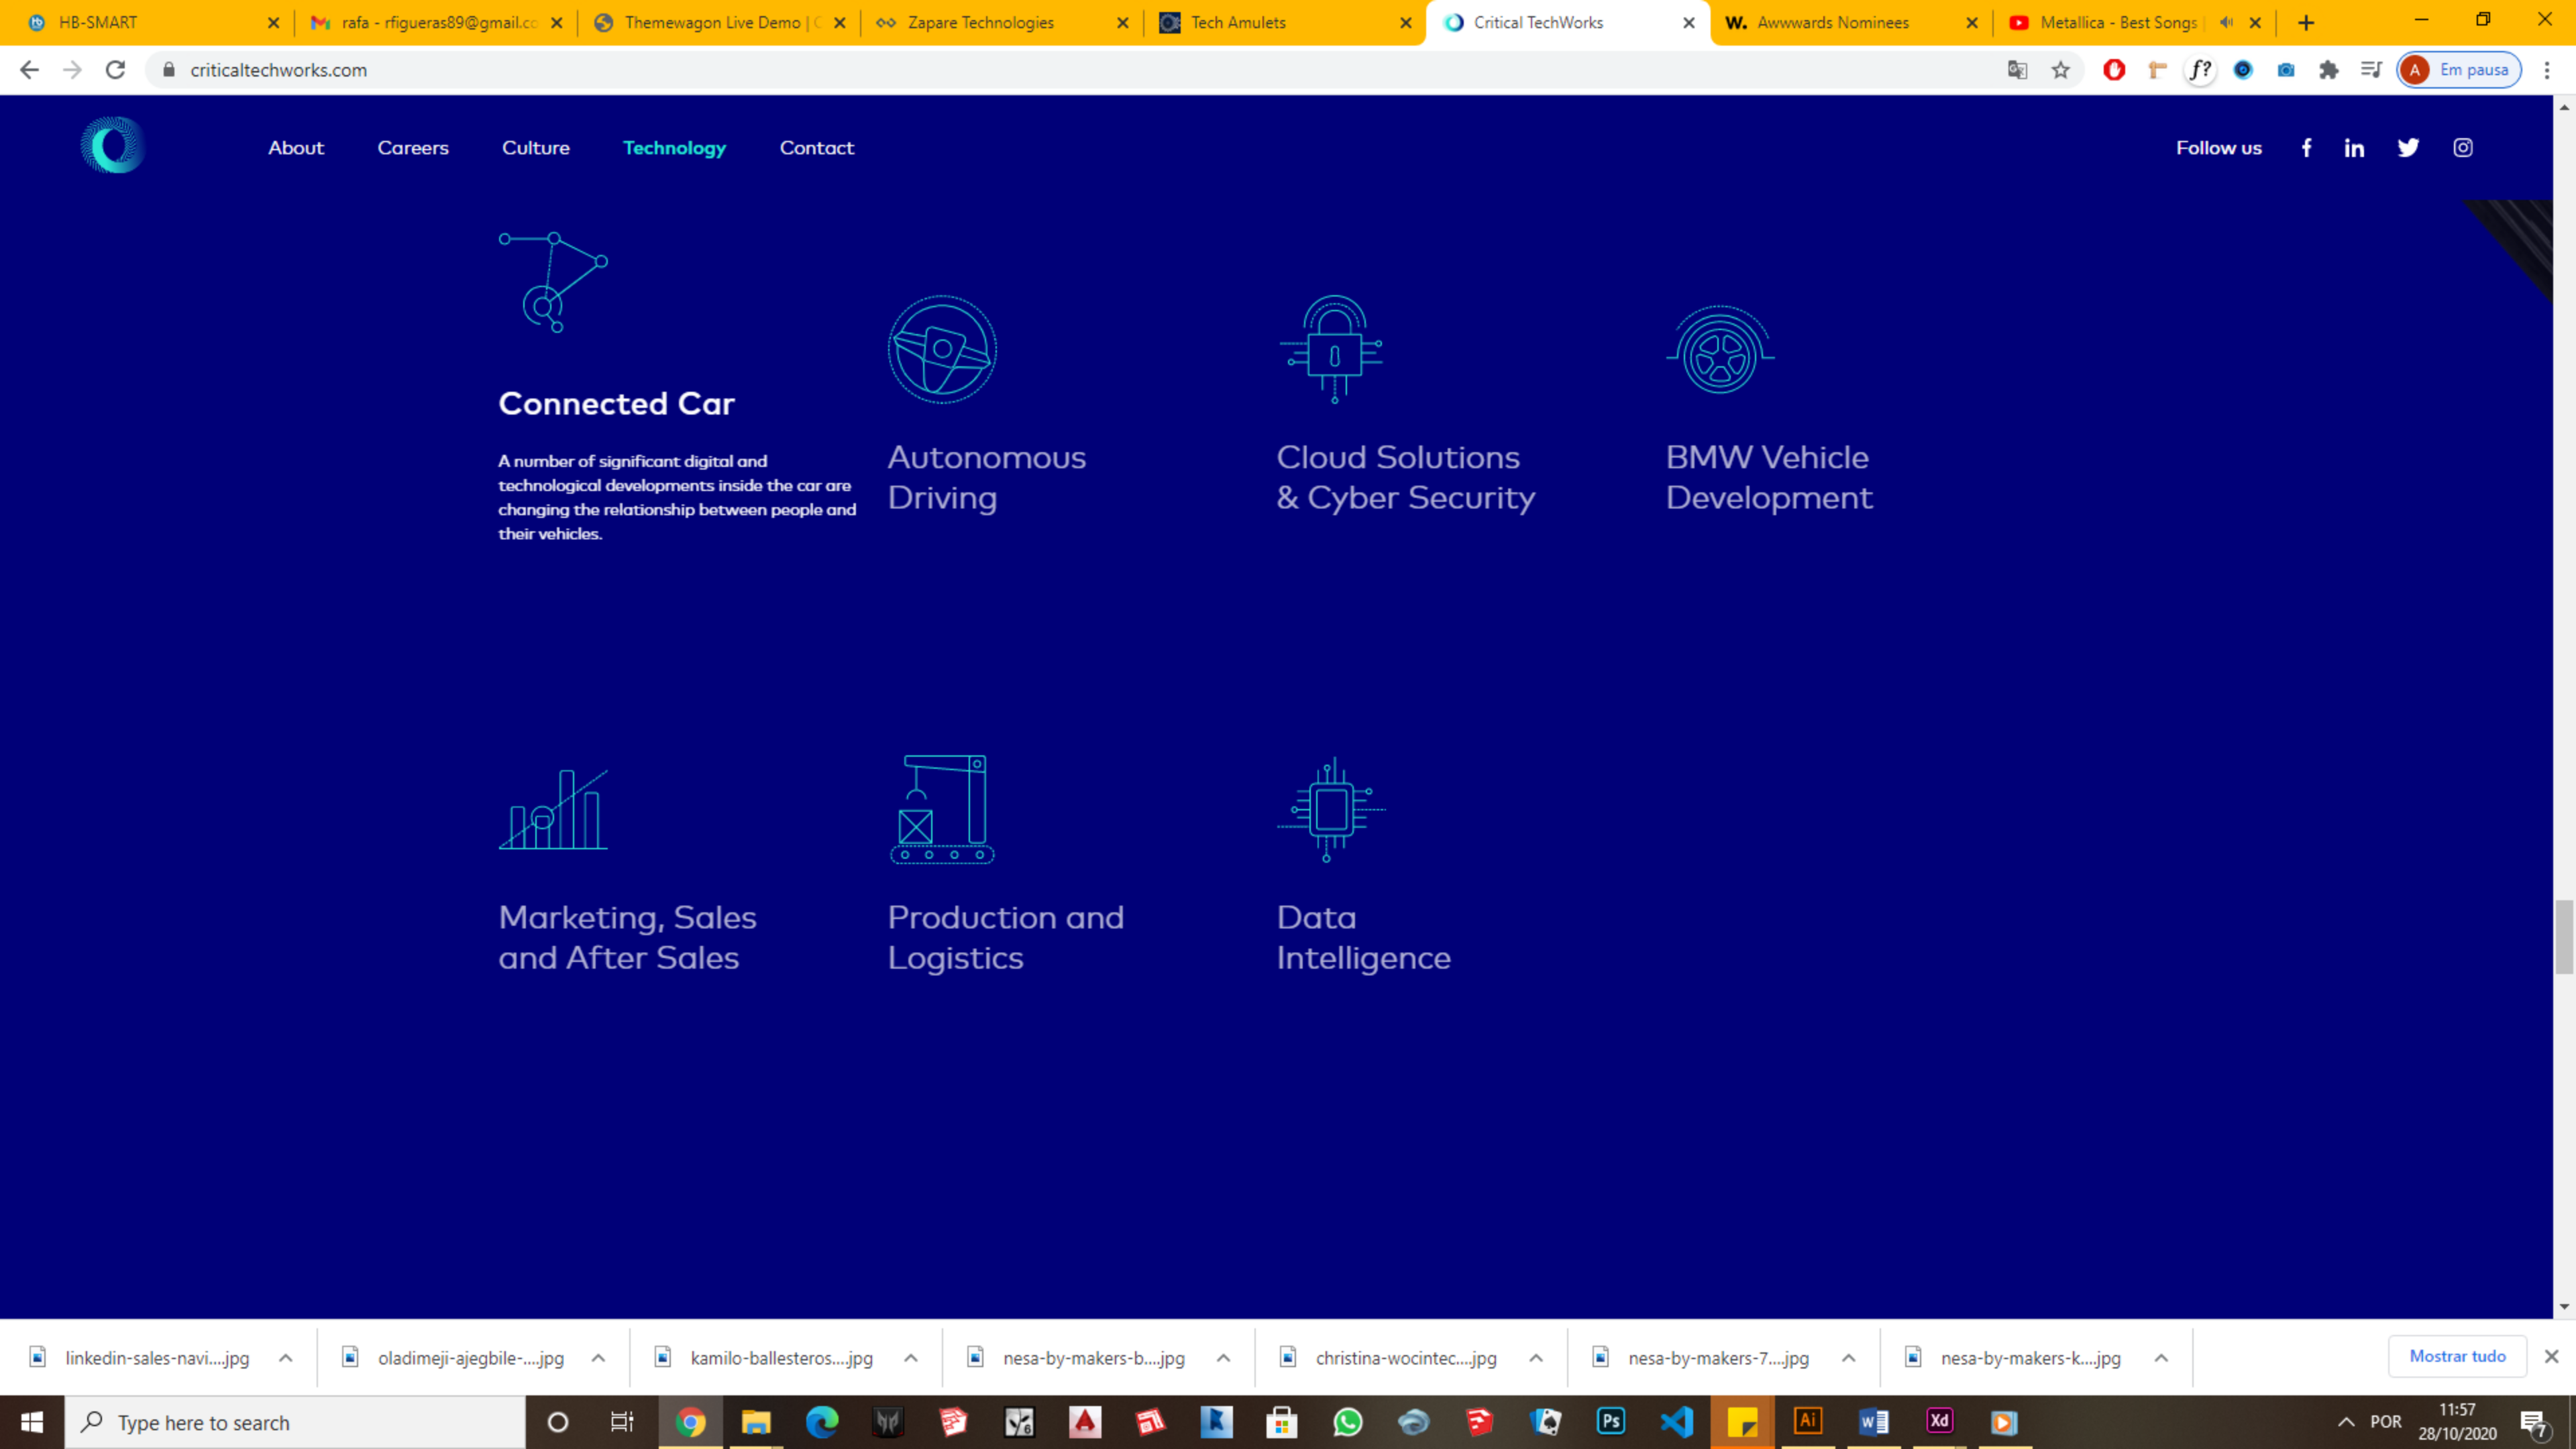 HB-SMART
rafa - rfigueras89@gmail.co
Themewagon Live Demo | C
Zapare Technologies
Tech Amulets
Critical TechWorks
W. Awwwards Nominees
Metallica - Best Songs |
criticaltechworks.com
f?
A Em pausa
About Careers Culture Technology Contact
Follow us
Connected Car
A number of significant digital and
technological developments inside the car are
changing the relationship between people and
their vehicles.
Autonomous
Driving
Cloud Solutions
& Cyber Security
BMW Vehicle
Development
Marketing, Sales
and After Sales
Production and
Logistics
Data
Intelligence
linkedin-sales-navi....jpg
oladimeji-ajegbile-....jpg
kamilo-ballesteros....jpg
nesa-by-makers-b....jpg
christina-wocintec....jpg
nesa-by-makers-7....jpg
nesa-by-makers-k....jpg
Mostrar tudo
Type here to search
Ps
Ai
W
Xd
POR
11:57
28/10/2020
7